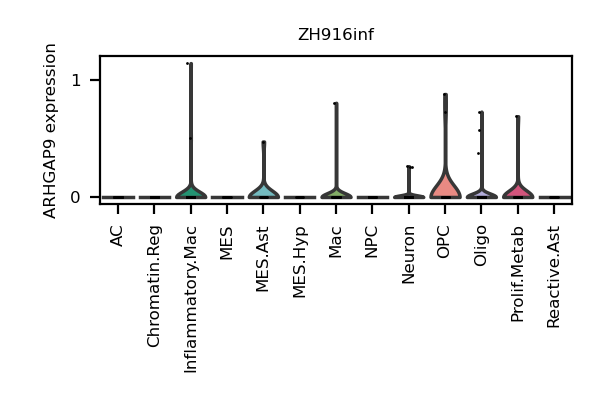 ZH916inf
ARHGAP9 expression
1
0
AC
Chromatin.Reg
Inflammatory.Mac
MES
MES.Ast
MES.Hyp
Mac
NPC
Neuron
OPC
Oligo
Prolif.Metab
Reactive.Ast